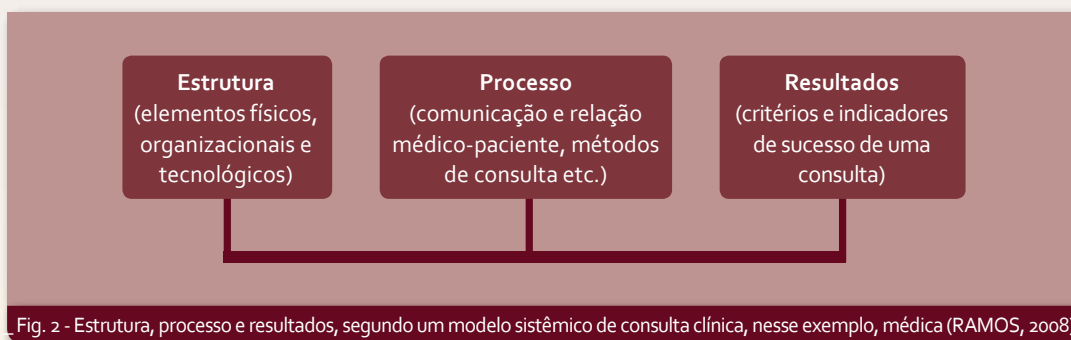 Estrutura
(elementos físicos,
organizacionais e
tecnológicos)
Processo
(comunicação e relação
médico-paciente, métodos
de consulta etc.)
Resultados
(critérios e indicadores
de sucesso de uma
consulta)
Fig. 2 - Estrutura, processo e resultados, segundo um modelo sistêmico de consulta clínica, nesse exemplo, médica (RAMOS, 2008)